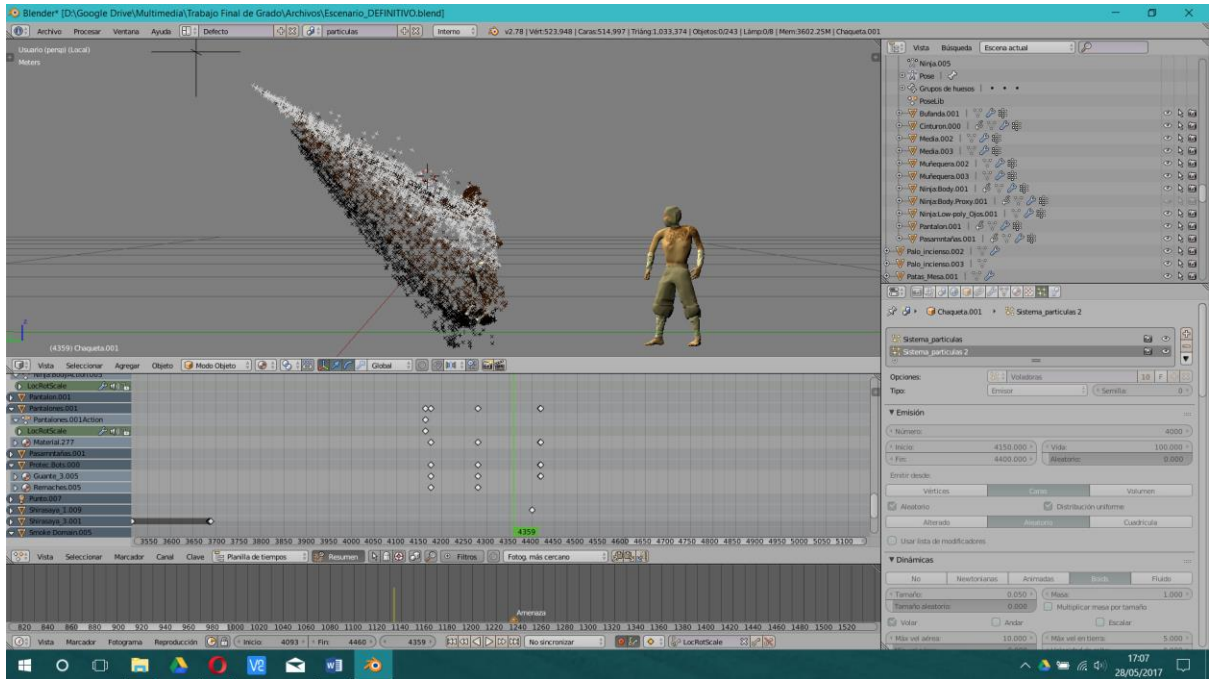 Blender* [D:\Google Drive\Multimedia\Trabajo Final de Grado\Archivos\Escenario_DEFINITIVO.blend]
Archivo Procesar Ventana Ayuda Defecto particulas Interno v2.78 | Vért:523,948 | Caras:514,997 | Triáng:1,033,374 | Objetos:0/243 | Lámp:0/8 | Mem:3602.25M | Chaqueta.001
Usuario (persp) (Local)
Meters
(4359) Chaqueta.001
Vista Seleccionar Agregar Objeto Modo Objeto Global
LocRotScale
Pantalon.001
Pantalones.001
Pantalones.001Action
LocRotScale
Material.277
Pasamntañas.001
Protec Bots.000
Guante_3.005
Remaches.005
Punto.007
Shirasaya_1.009
Shirasaya_3.001
Smoke Domain.005
4359
3550 3600 3650 3700 3750 3800 3850 3900 3950 4000 4050 4100 4150 4200 4250 4300 4350 4400 4450 4500 4550 4600 4650 4700 4750 4800 4850 4900 4950 5000 5050 5100
Vista Seleccionar Marcador Canal Clave Planilla de tiempos Resumen Filtros Fotog. más cercano
Amenaza
820 840 860 880 900 920 940 960 980 1000 1020 1040 1060 1080 1100 1120 1140 1160 1180 1200 1220 1240 1260 1280 1300 1320 1340 1360 1380 1400 1420 1440 1460 1480 1500 1520
Vista Marcador Fotograma Reproducción Inicio: 4093 Fin: 4460 4359 No sincronizar LocRotScale
Vista Búsqueda Escena actual
Ninja.005
Pose
Grupos de huesos
PoseLib
Bufanda.001
Cinturon.000
Media.002
Media.003
Muñequera.002
Muñequera.003
Ninja:Body.001
Ninja:Body.Proxy.001
Ninja:Low-poly_Ojos.001
Pantalon.001
Pasamntañas.001
Palo_incienso.002
Palo_incienso.003
Patas_Mesa.001
Chaqueta.001 Sistema_particulas 2
Sistema_particulas
Sistema_particulas 2
Opciones: Voladoras 10 F
Tipo: Emisor Semilla: 0
Emisión
Número: 4000
Inicio: 4150.000 Vida: 100.000
Fin: 4400.000 Aleatorio: 0.000
Emitir desde:
Vértices Caras Volumen
Aleatorio Distribución uniforme
Alterado Aleatorio Cuadrícula
Usar lista de modificadores
Dinámicas
No Newtonianas Animadas Boids Fluido
Tamaño: 0.050 Masa: 1.000
Tamaño aleatorio: 0.000 Multiplicar masa por tamaño
Volar Andar Escalar
Máx vel aérea: 10.000 Máx vel en tierra: 5.000
17:07
28/05/2017